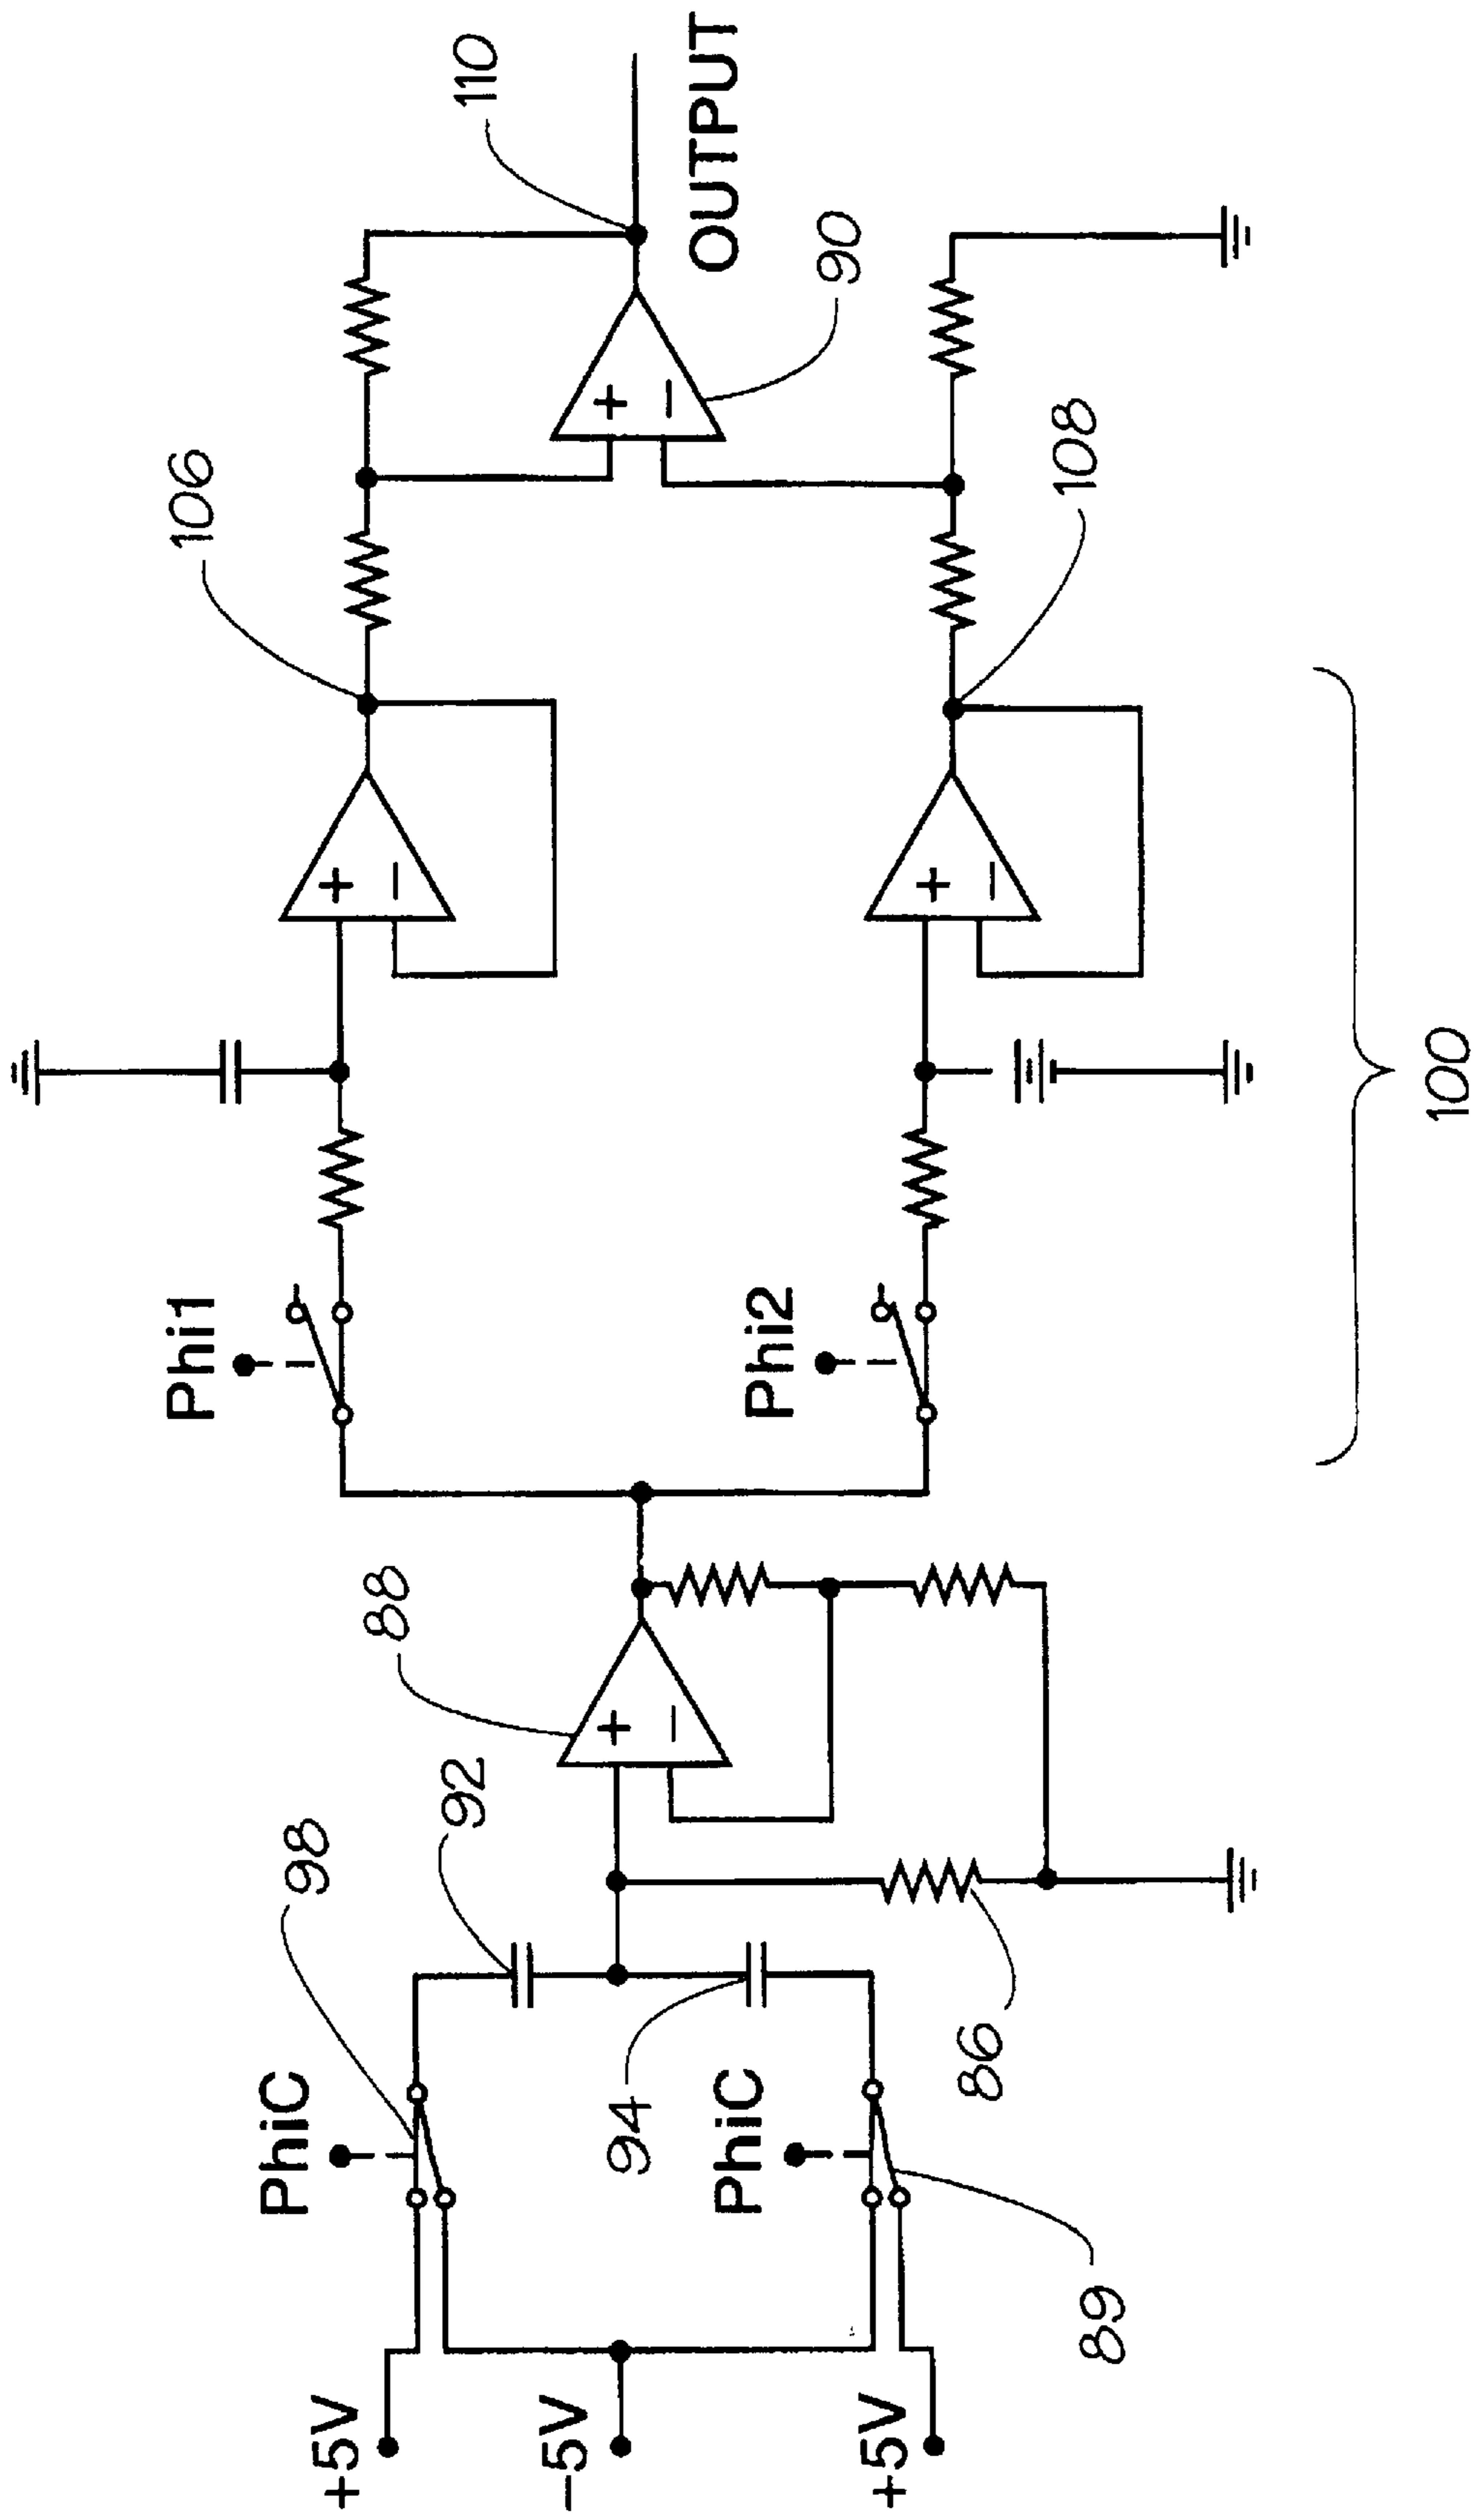 +5V
−5V
+5V
PhiC
PhiC
98
92
94
86
89
88
Phi1
Phi2
+
−
+
−
+
−
+
−
106
108
100
90
110
OUTPUT